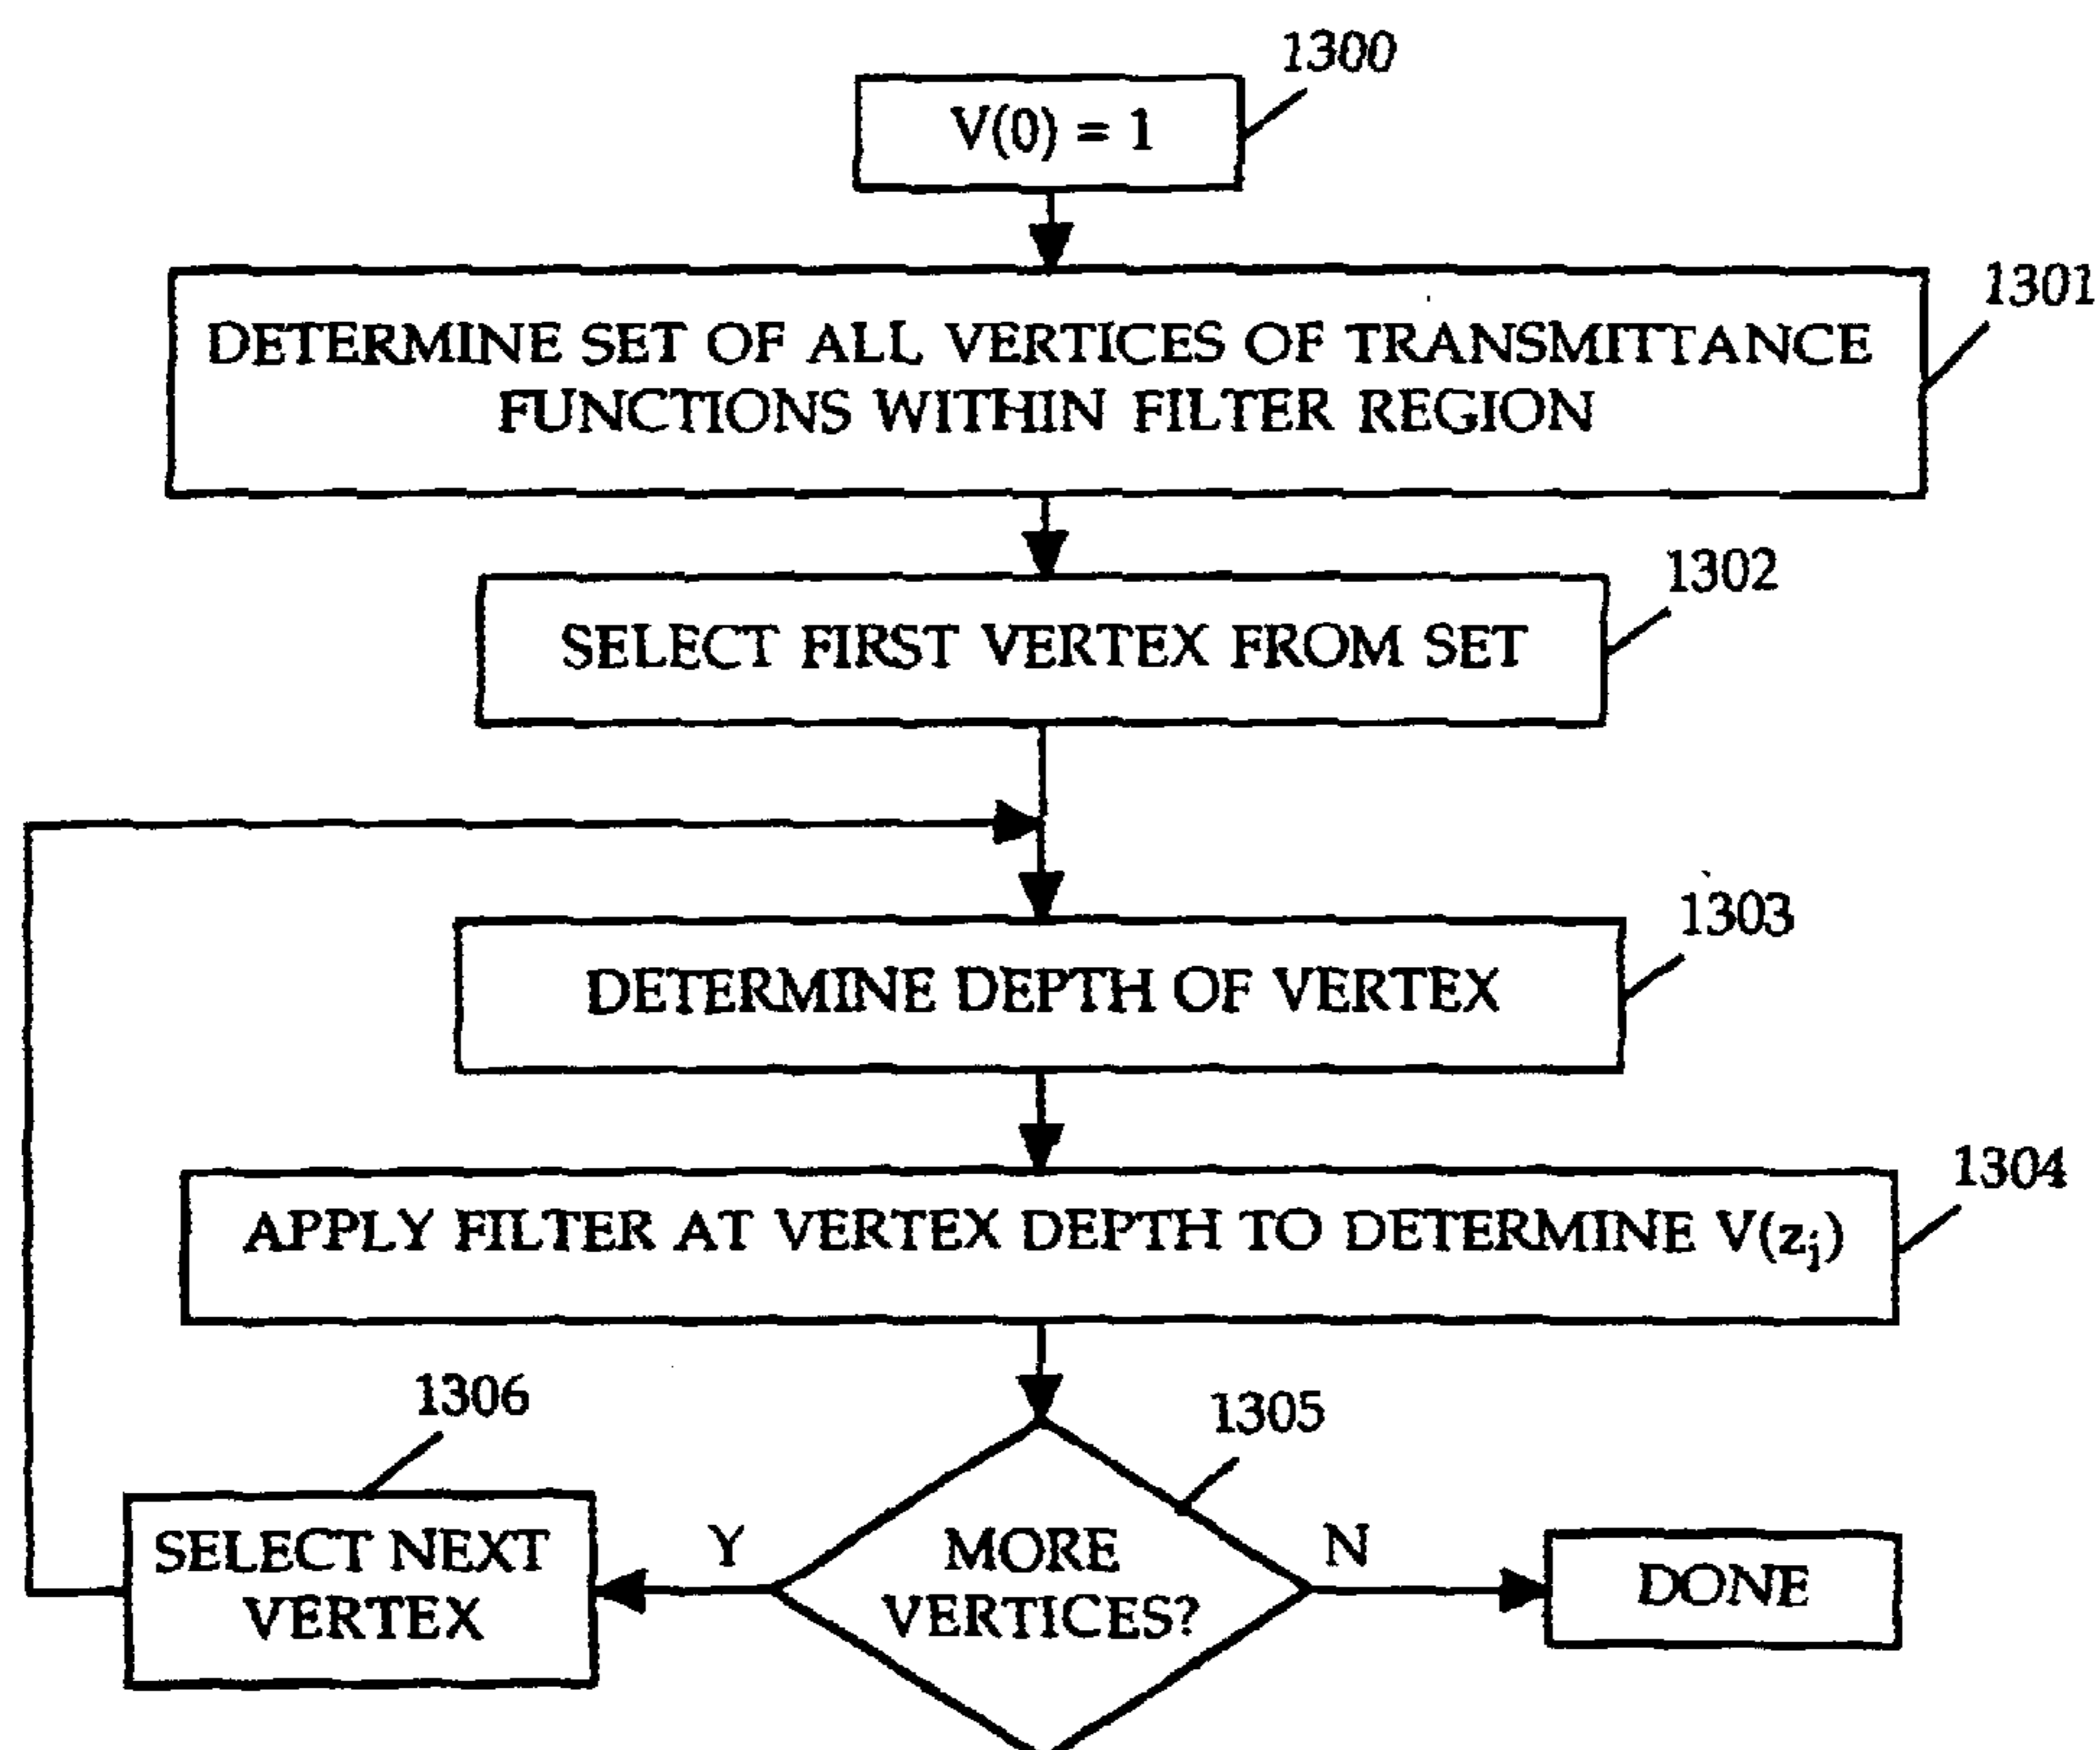 1300
V(0) = 1
1301
DETERMINE SET OF ALL VERTICES OF TRANSMITTANCE
FUNCTIONS WITHIN FILTER REGION
1302
SELECT FIRST VERTEX FROM SET
1303
DETERMINE DEPTH OF VERTEX
1304
APPLY FILTER AT VERTEX DEPTH TO DETERMINE V(zj)
1306
1305
SELECT NEXT
VERTEX
Y
MORE
VERTICES?
N
DONE